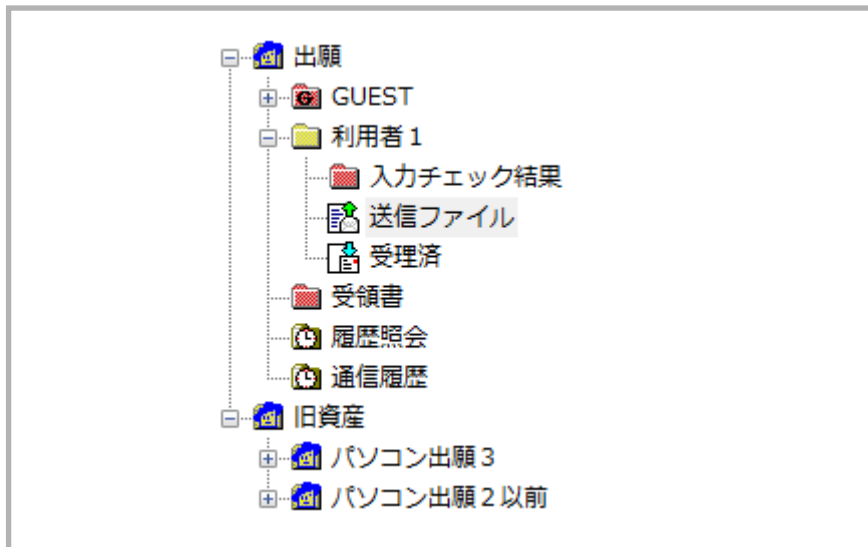 出願
GUEST
利用者１
入力チェック結果
送信ファイル
受理済
受領書
履歴照会
通信履歴
旧資産
パソコン出願３
パソコン出願２以前